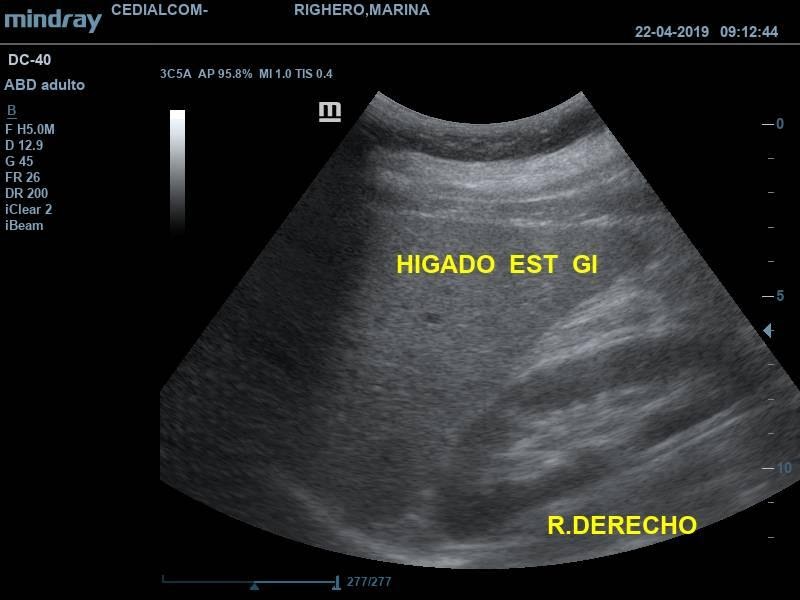 mindray CEDIALCOM- RIGHERO,MARINA
22-04-2019 09:12:44
DC-40
ABD adulto
3C5A AP 95.8% MI 1.0 TIS 0.4
B
F H5.0M
D 12.9
G 45
FR 26
DR 200
iClear 2
iBeam
m
0
HIGADO EST GI
5
10
R.DERECHO
277/277